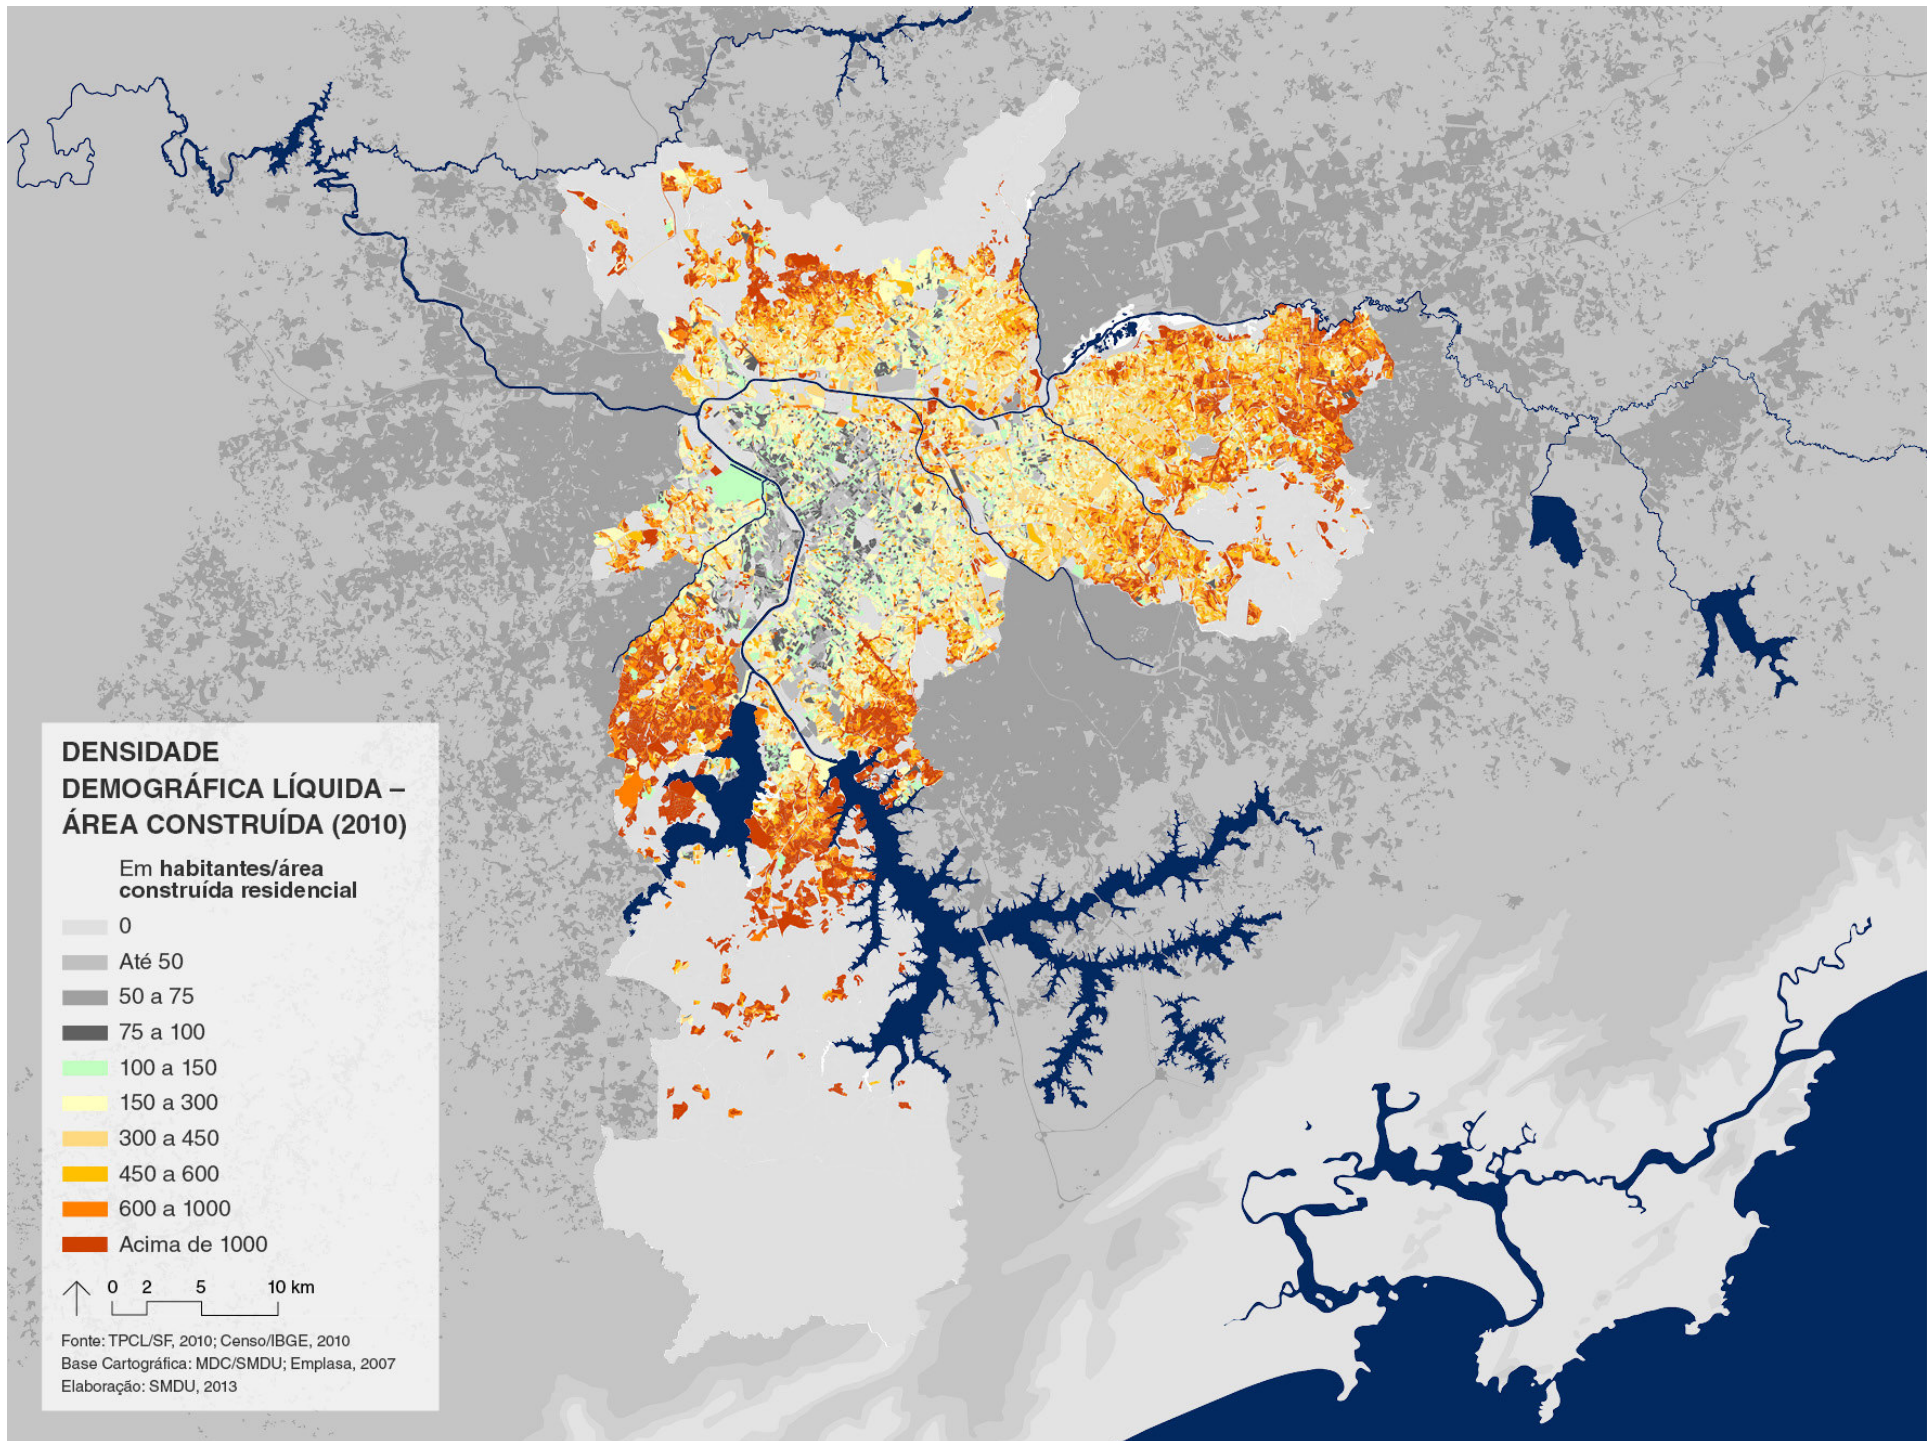 DENSIDADE
DEMOGRÁFICA LÍQUIDA –
ÁREA CONSTRUÍDA (2010)
Em habitantes/área
construída residencial
0
Até 50
50 a 75
75 a 100
100 a 150
150 a 300
300 a 450
450 a 600
600 a 1000
Acima de 1000
0 2 5 10 km
Fonte: TPCL/SF, 2010; Censo/IBGE, 2010
Base Cartográfica: MDC/SMDU; Emplasa, 2007
Elaboração: SMDU, 2013